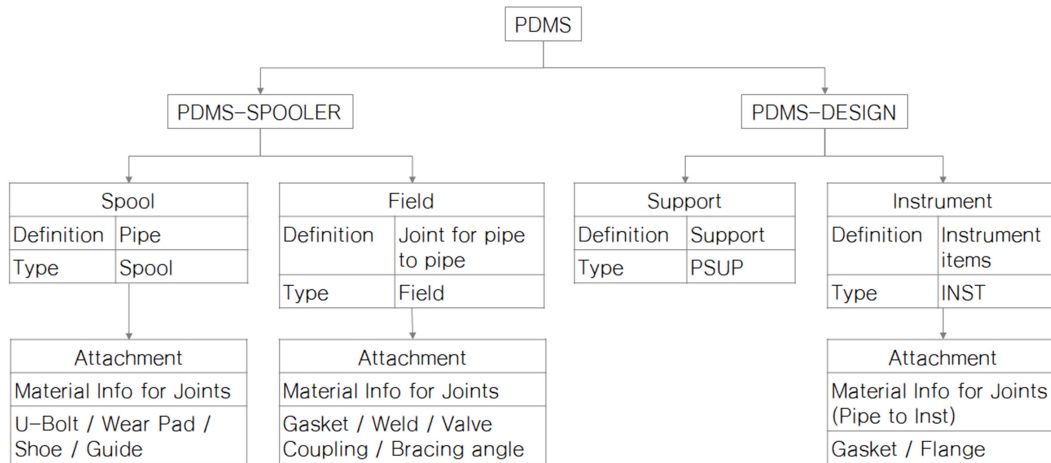 PDMS
PDMS-SPOOLER
PDMS-DESIGN
Spool
Definition Pipe
Type Spool
Field
Definition Joint for pipe
to pipe
Type Field
Support
Definition Support
Type PSUP
Instrument
Definition Instrument
items
Type INST
Attachment
Material Info for Joints
U-Bolt / Wear Pad /
Shoe / Guide
Attachment
Material Info for Joints
Gasket / Weld / Valve
Coupling / Bracing angle
Attachment
Material Info for Joints
(Pipe to Inst)
Gasket / Flange